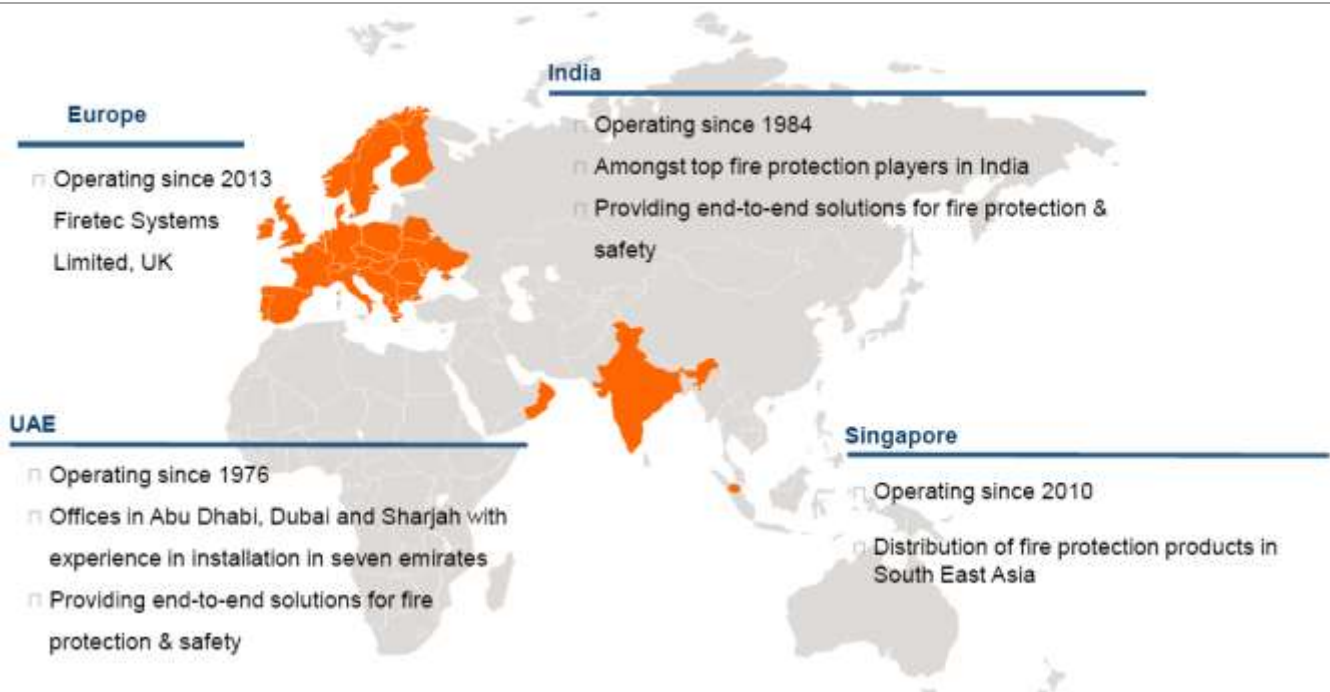 Europe
Operating since 2013
Firetec Systems
Limited, UK
India
Operating since 1984
Amongst top fire protection players in India
Providing end-to-end solutions for fire protection &
safety
UAE
Operating since 1976
Offices in Abu Dhabi, Dubai and Sharjah with
experience in installation in seven emirates
Providing end-to-end solutions for fire
protection & safety
Singapore
Operating since 2010
Distribution of fire protection products in
South East Asia